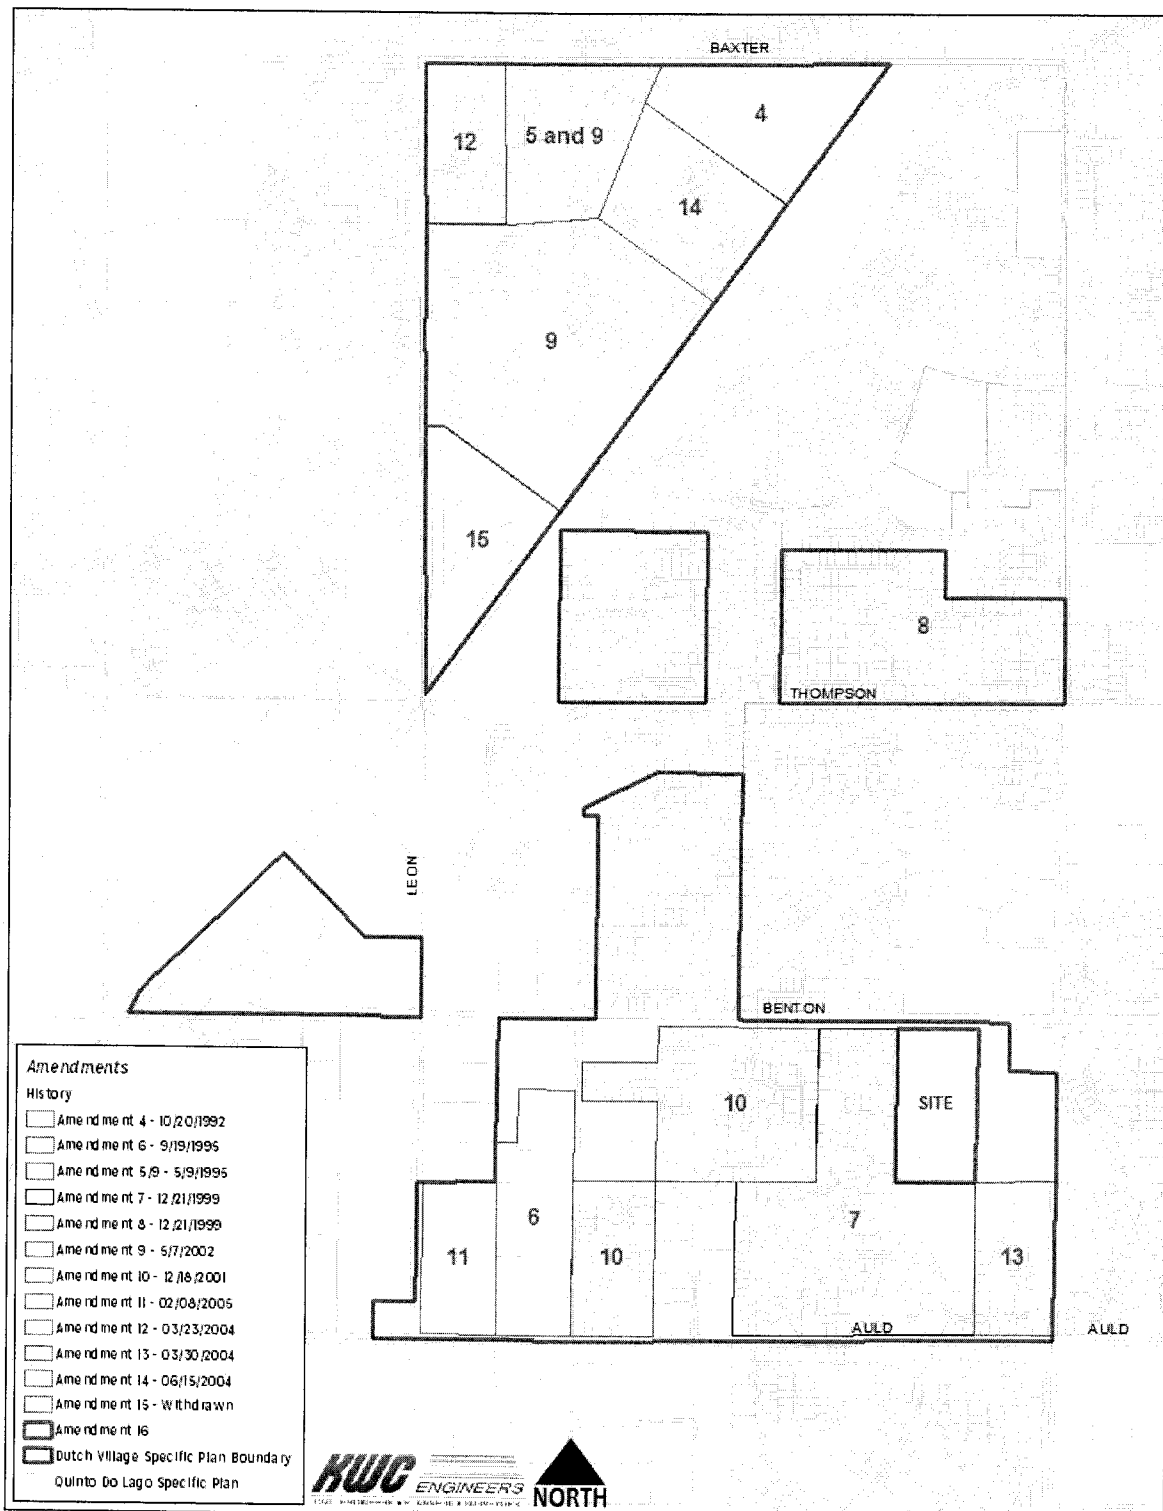 BAXTER
4
12
5 and 9
14
9
15
8
THOMPSON
LEON
BENTON
10
SITE
6
7
11
10
13
AULD
AULD
Amendments
History
Amendment 4 - 10/20/1992
Amendment 6 - 9/19/1995
Amendment 5/9 - 5/9/1995
Amendment 7 - 12/21/1999
Amendment 8 - 12/21/1999
Amendment 9 - 5/7/2002
Amendment 10 - 12/18/2001
Amendment 11 - 02/08/2005
Amendment 12 - 03/23/2004
Amendment 13 - 03/30/2004
Amendment 14 - 06/15/2004
Amendment 15 - Withdrawn
Amendment 16
Dutch Village Specific Plan Boundary
Quinto Do Lago Specific Plan
KWC
ENGINEERS
NORTH